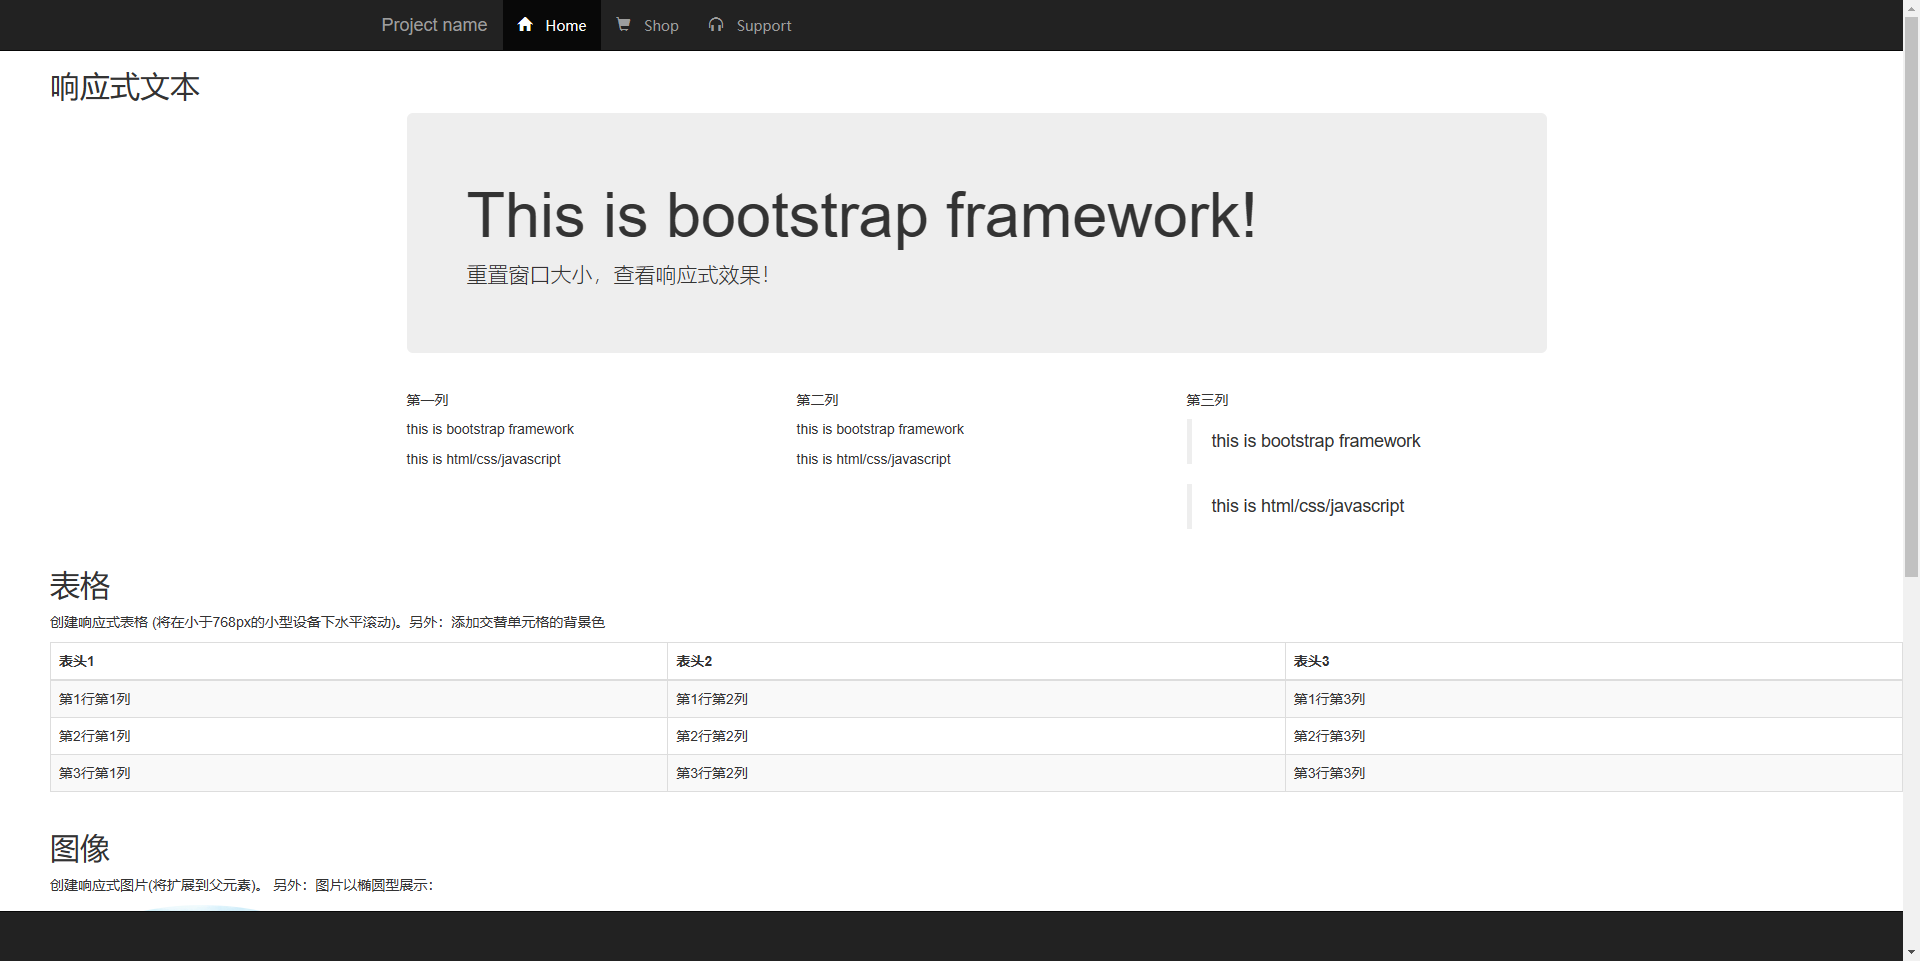 Project name Home Shop Support
响应式文本
This is bootstrap framework!
重置窗口大小，查看响应式效果！
第一列 第二列 第三列
this is bootstrap framework this is bootstrap framework this is bootstrap framework
this is html/css/javascript this is html/css/javascript this is html/css/javascript
表格
创建响应式表格 (将在小于768px的小型设备下水平滚动)。另外：添加交替单元格的背景色
表头1 表头2 表头3
第1行第1列 第1行第2列 第1行第3列
第2行第1列 第2行第2列 第2行第3列
第3行第1列 第3行第2列 第3行第3列
图像
创建响应式图片(将扩展到父元素)。 另外：图片以椭圆型展示：